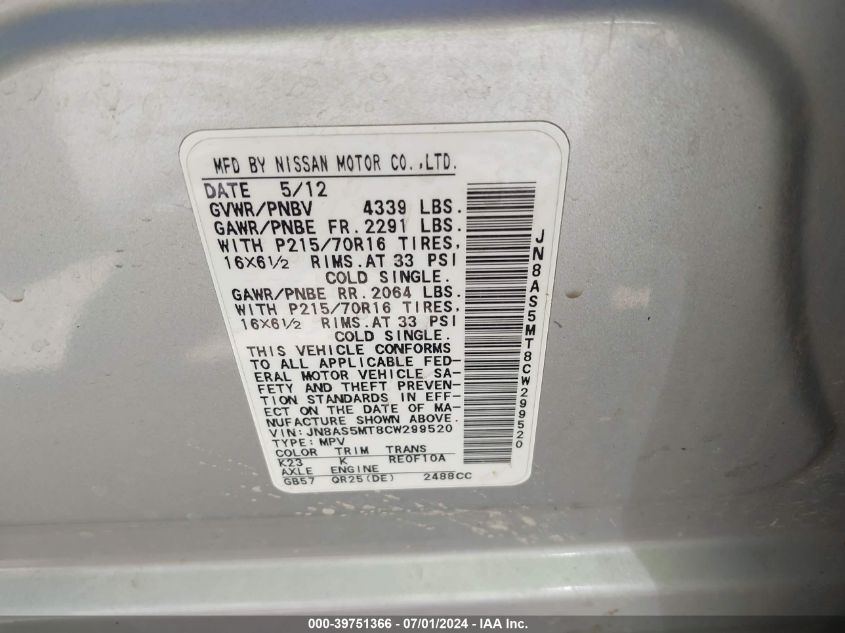 MFD BY NISSAN MOTOR CO.,LTD.
DATE 5/12
GVWR/PNBV 4339 LBS.
GAWR/PNBE FR. 2291 LBS.
WITH P215/70R16 TIRES,
16X6½ RIMS.AT 33 PSI
COLD SINGLE.
GAWR/PNBE RR. 2064 LBS.
WITH P215/70R16 TIRES,
16X6½ RIMS.AT 33 PSI
COLD SINGLE.
THIS VEHICLE CONFORMS
TO ALL APPLICABLE FED-
ERAL MOTOR VEHICLE SA-
FETY AND THEFT PREVEN-
TION STANDARDS IN EFF-
ECT ON THE DATE OF MA-
NUFACTURE SHOWN ABOVE.
VIN: JN8AS5MT8CW299520
TYPE: MPV
COLOR TRIM TRANS
K23 K RE0F10A
AXLE ENGINE
GB57 QR25(DE) 2488CC
JN8AS5MT8CW299520
000-39751366 - 07/01/2024 - IAA Inc.